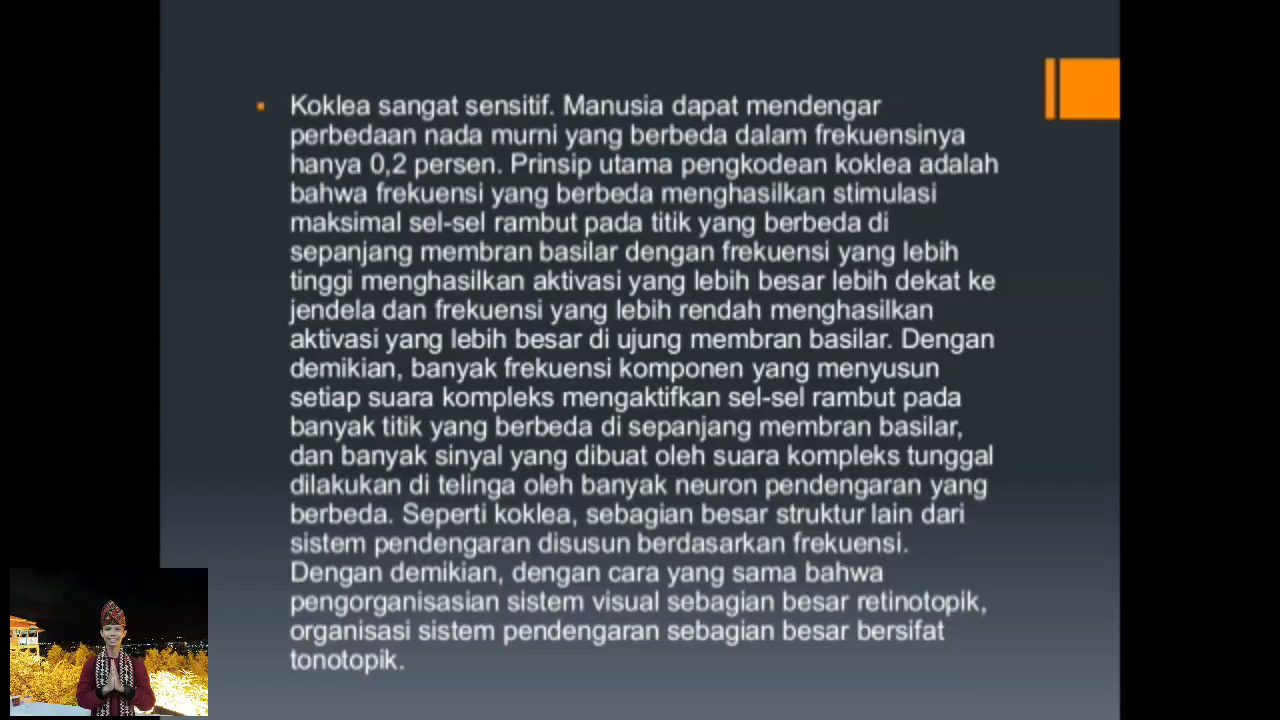 Koklea sangat sensitif. Manusia dapat mendengar
perbedaan nada murni yang berbeda dalam frekuensinya
hanya 0,2 persen. Prinsip utama pengkodean koklea adalah
bahwa frekuensi yang berbeda menghasilkan stimulasi
maksimal sel-sel rambut pada titik yang berbeda di
sepanjang membran basilar dengan frekuensi yang lebih
tinggi menghasilkan aktivasi yang lebih besar lebih dekat ke
jendela dan frekuensi yang lebih rendah menghasilkan
aktivasi yang lebih besar di ujung membran basilar. Dengan
demikian, banyak frekuensi komponen yang menyusun
setiap suara kompleks mengaktifkan sel-sel rambut pada
banyak titik yang berbeda di sepanjang membran basilar,
dan banyak sinyal yang dibuat oleh suara kompleks tunggal
dilakukan di telinga oleh banyak neuron pendengaran yang
berbeda. Seperti koklea, sebagian besar struktur lain dari
sistem pendengaran disusun berdasarkan frekuensi.
Dengan demikian, dengan cara yang sama bahwa
pengorganisasian sistem visual sebagian besar retinotopik,
organisasi sistem pendengaran sebagian besar bersifat
tonotopik.